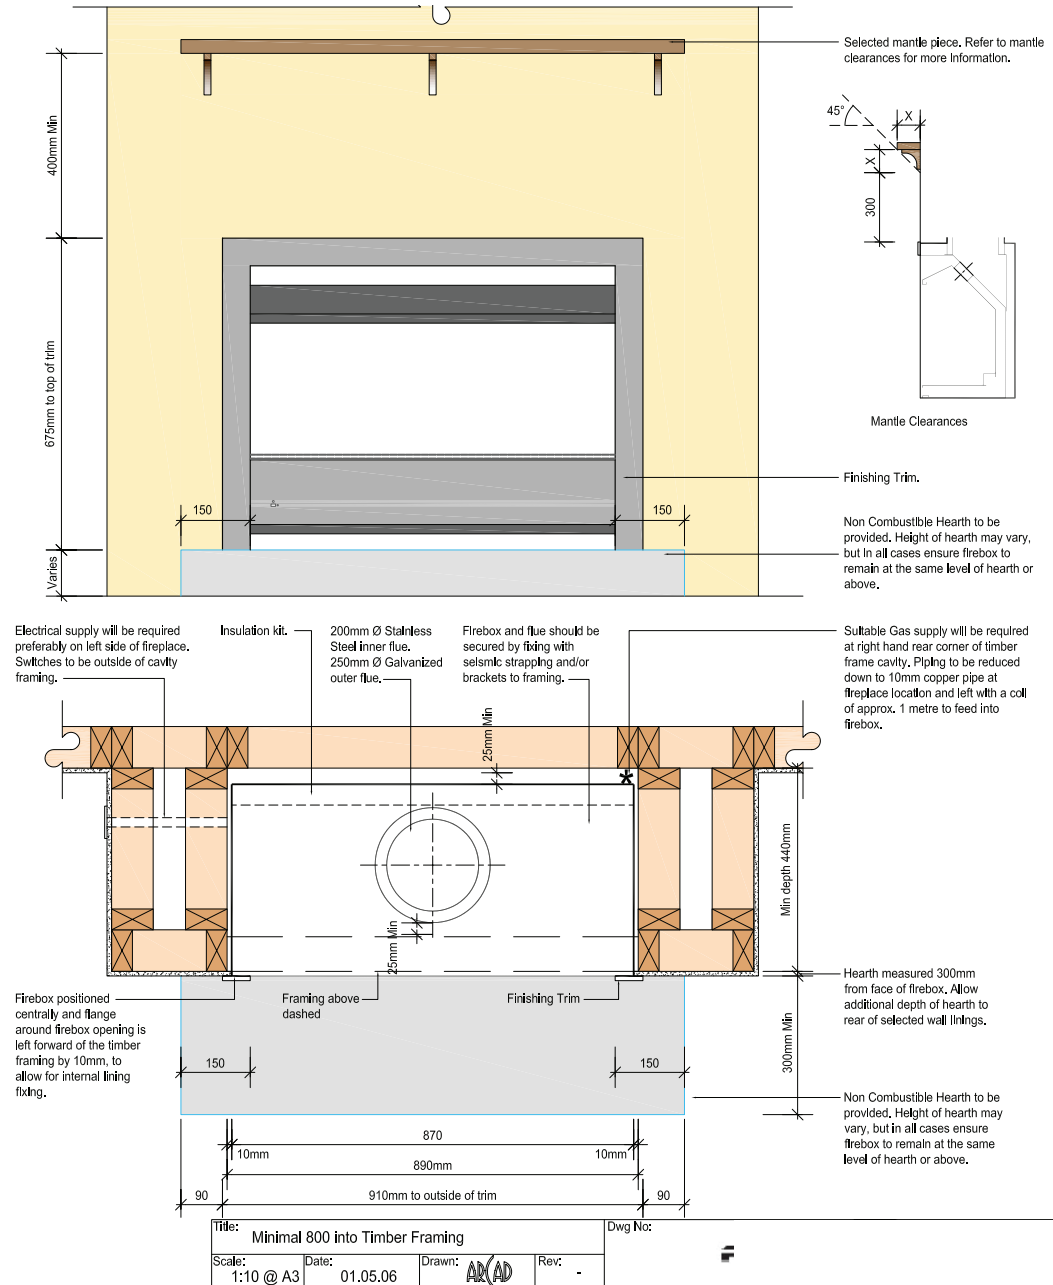 Selected mantle piece. Refer to mantle
clearances for more information.
45°
X
X
300
400mm Min
Mantle Clearances
675mm to top of trim
Finishing Trim.
150
150
Non Combustible Hearth to be
provided. Height of hearth may vary,
but in all cases ensure firebox to
remain at the same level of hearth or
above.
Varies
Electrical supply will be required
preferably on left side of fireplace.
Switches to be outside of cavity
framing.
Insulation kit.
200mm Ø Stainless
Steel inner flue.
250mm Ø Galvanized
outer flue.
Firebox and flue should be
secured by fixing with
seismic strapping and/or
brackets to framing.
Suitable Gas supply will be required
at right hand rear corner of timber
frame cavity. Piping to be reduced
down to 10mm copper pipe at
fireplace location and left with a coil
of approx. 1 metre to feed into
firebox.
25mm Min
Min depth 440mm
25mm Min
Firebox positioned
centrally and flange
around firebox opening is
left forward of the timber
framing by 10mm, to
allow for internal lining
fixing.
Framing above
dashed
Finishing Trim
Hearth measured 300mm
from face of firebox. Allow
additional depth of hearth to
rear of selected wall linings.
150
150
300mm Min
Non Combustible Hearth to be
provided. Height of hearth may
vary, but in all cases ensure
firebox to remain at the same
level of hearth or above.
870
10mm
10mm
890mm
90
910mm to outside of trim
90
Title:
Minimal 800 into Timber Framing
Dwg No:
Scale:
1:10 @ A3
Date:
01.05.06
Drawn:
ARCAD
Rev:
-